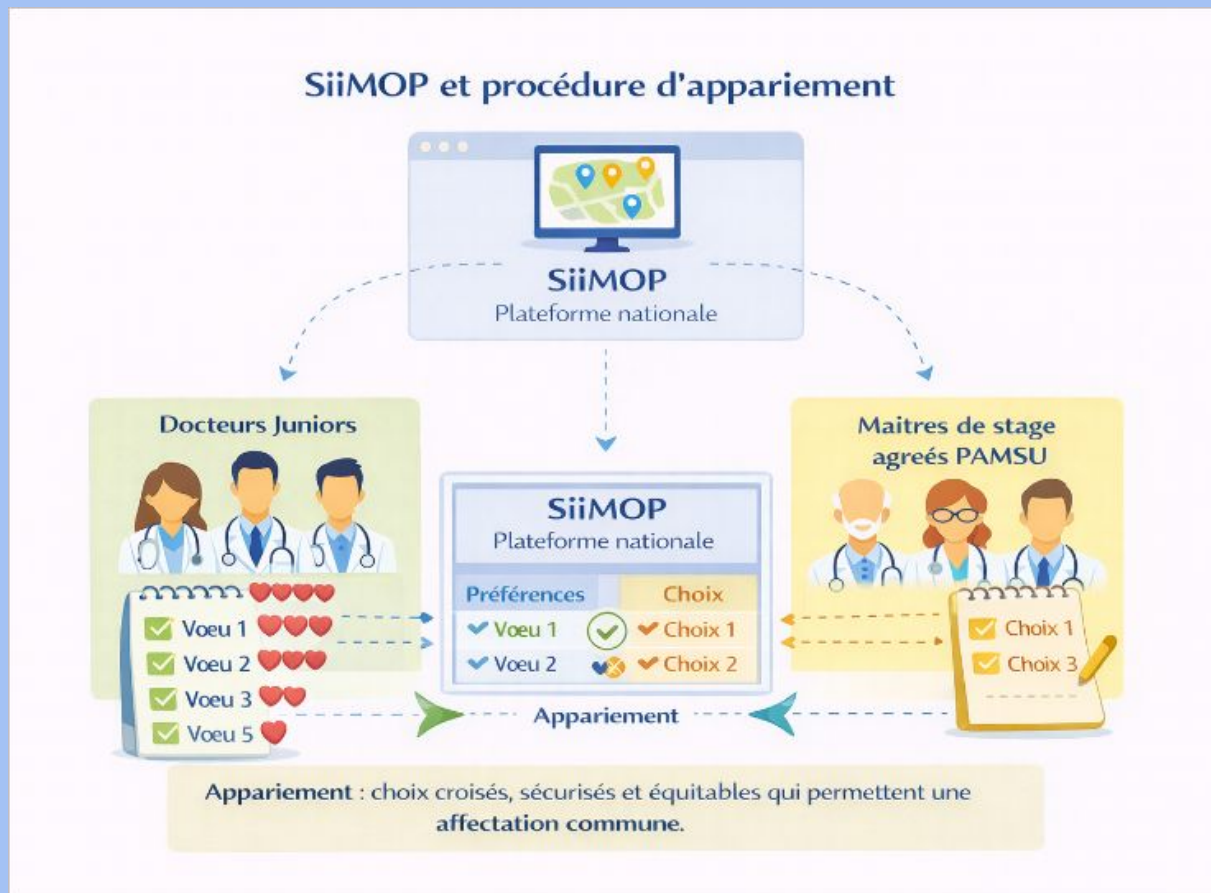 SiiMOP et procédure d'appariement
SiiMOP
Plateforme nationale
Docteurs Juniors
Voeu 1
Voeu 2
Voeu 3
Voeu 5
SiiMOP
Plateforme nationale
Préférences
Choix
Vœu 1
Choix 1
Voeu 2
Choix 2
Appariement
Maitres de stage
agreés PAMSU
Choix 1
Choix 3
Appariement : choix croisés, sécurisés et équitables qui permettent une
affectation commune.